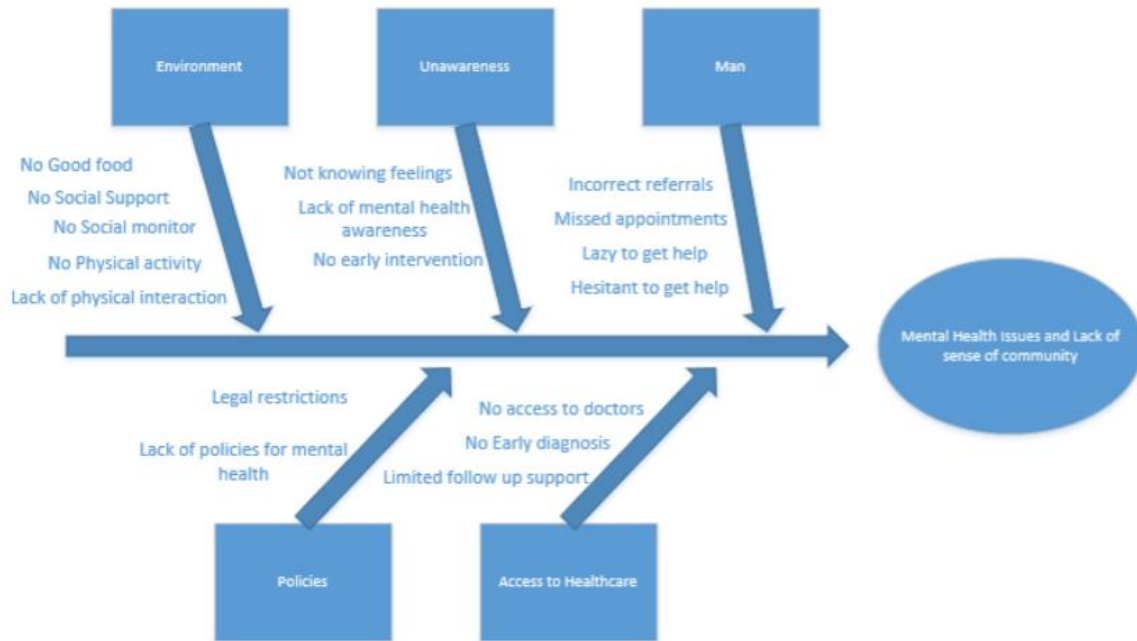 Environment
Unawareness
Man
No Good food
No Social Support
No Social monitor
No Physical activity
Lack of physical interaction
Not knowing feelings
Lack of mental health
awareness
No early intervention
Incorrect referrals
Missed appointments
Lazy to get help
Hesitant to get help
Mental Health Issues and Lack of
sense of community
Legal restrictions
Lack of policies for mental
health
No access to doctors
No Early diagnosis
Limited follow up support
Policies
Access to Healthcare